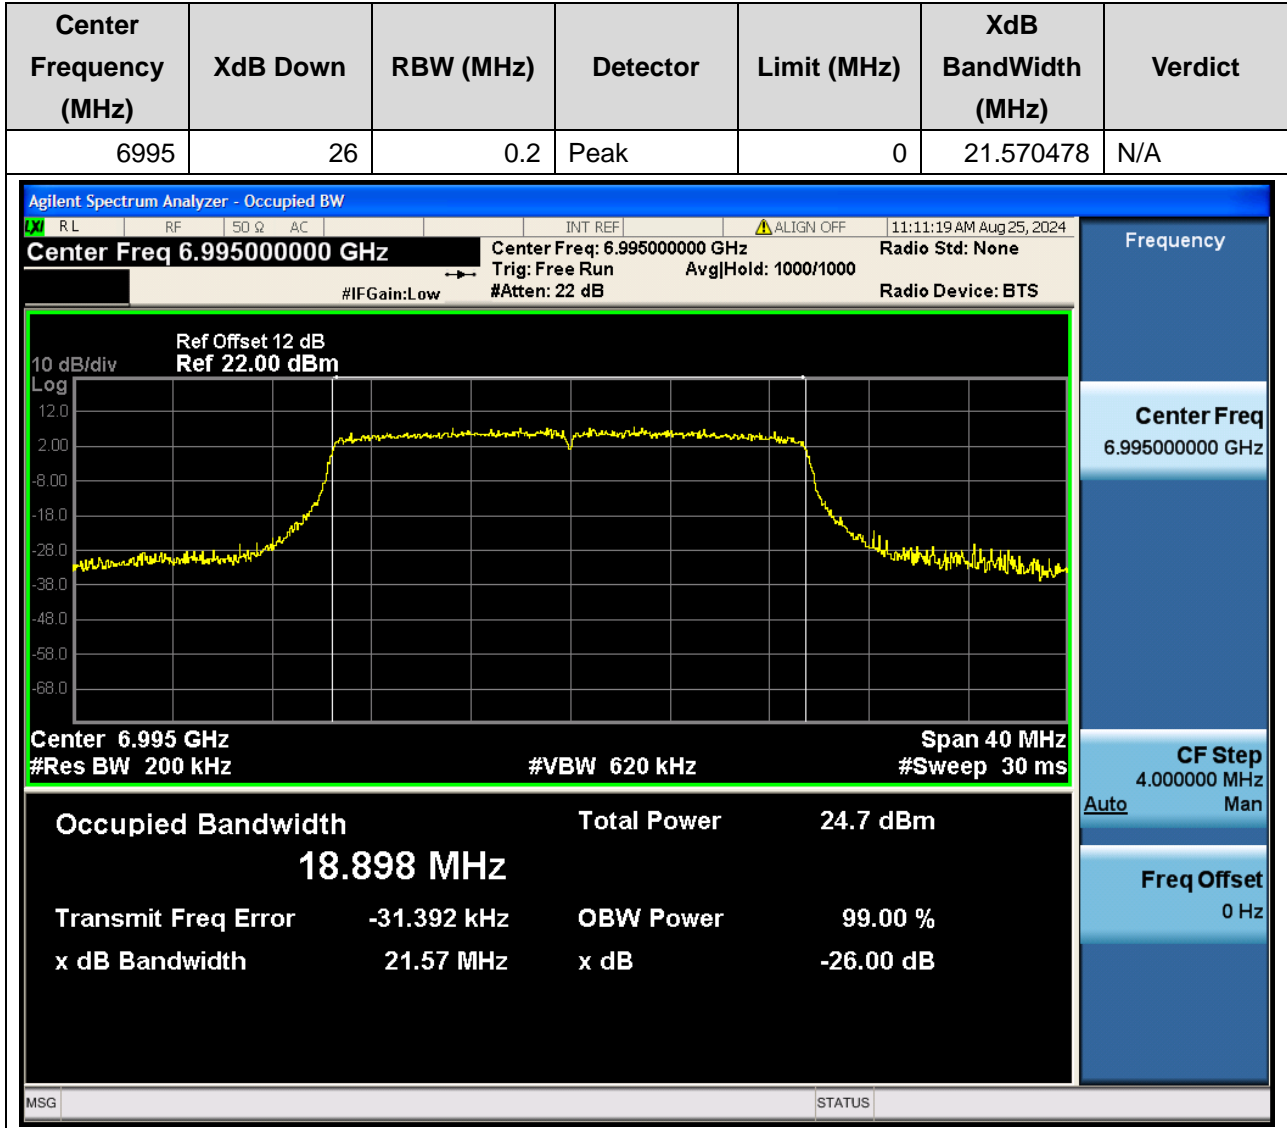 Center Frequency (MHz) XdB Down RBW (MHz) Detector Limit (MHz) XdB BandWidth (MHz) Verdict
6995 26 0.2 Peak 0 21.570478 N/A
Agilent Spectrum Analyzer - Occupied BW
LXI RL RF 50 Ω AC INT REF ALIGN OFF 11:11:19 AM Aug 25, 2024
Center Freq 6.995000000 GHz
Center Freq: 6.995000000 GHz Radio Std: None
Trig: Free Run Avg|Hold: 1000/1000
#IFGain:Low #Atten: 22 dB Radio Device: BTS
Ref Offset 12 dB
10 dB/div Ref 22.00 dBm
Log
12.0
2.00
-8.00
-18.0
-28.0
-38.0
-48.0
-58.0
-68.0
Center 6.995 GHz Span 40 MHz
#Res BW 200 kHz #VBW 620 kHz #Sweep 30 ms
Occupied Bandwidth Total Power 24.7 dBm
18.898 MHz
Transmit Freq Error -31.392 kHz OBW Power 99.00 %
x dB Bandwidth 21.57 MHz x dB -26.00 dB
Frequency
Center Freq
6.995000000 GHz
CF Step
4.000000 MHz
Auto Man
Freq Offset
0 Hz
MSG STATUS